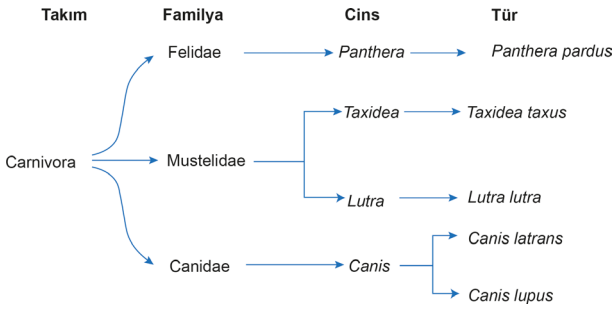 Takım Familya Cins Tür
Felidae Panthera Panthera pardus
Taxidea Taxidea taxus
Carnivora Mustelidae
Lutra Lutra lutra
Canis latrans
Canidae Canis
Canis lupus